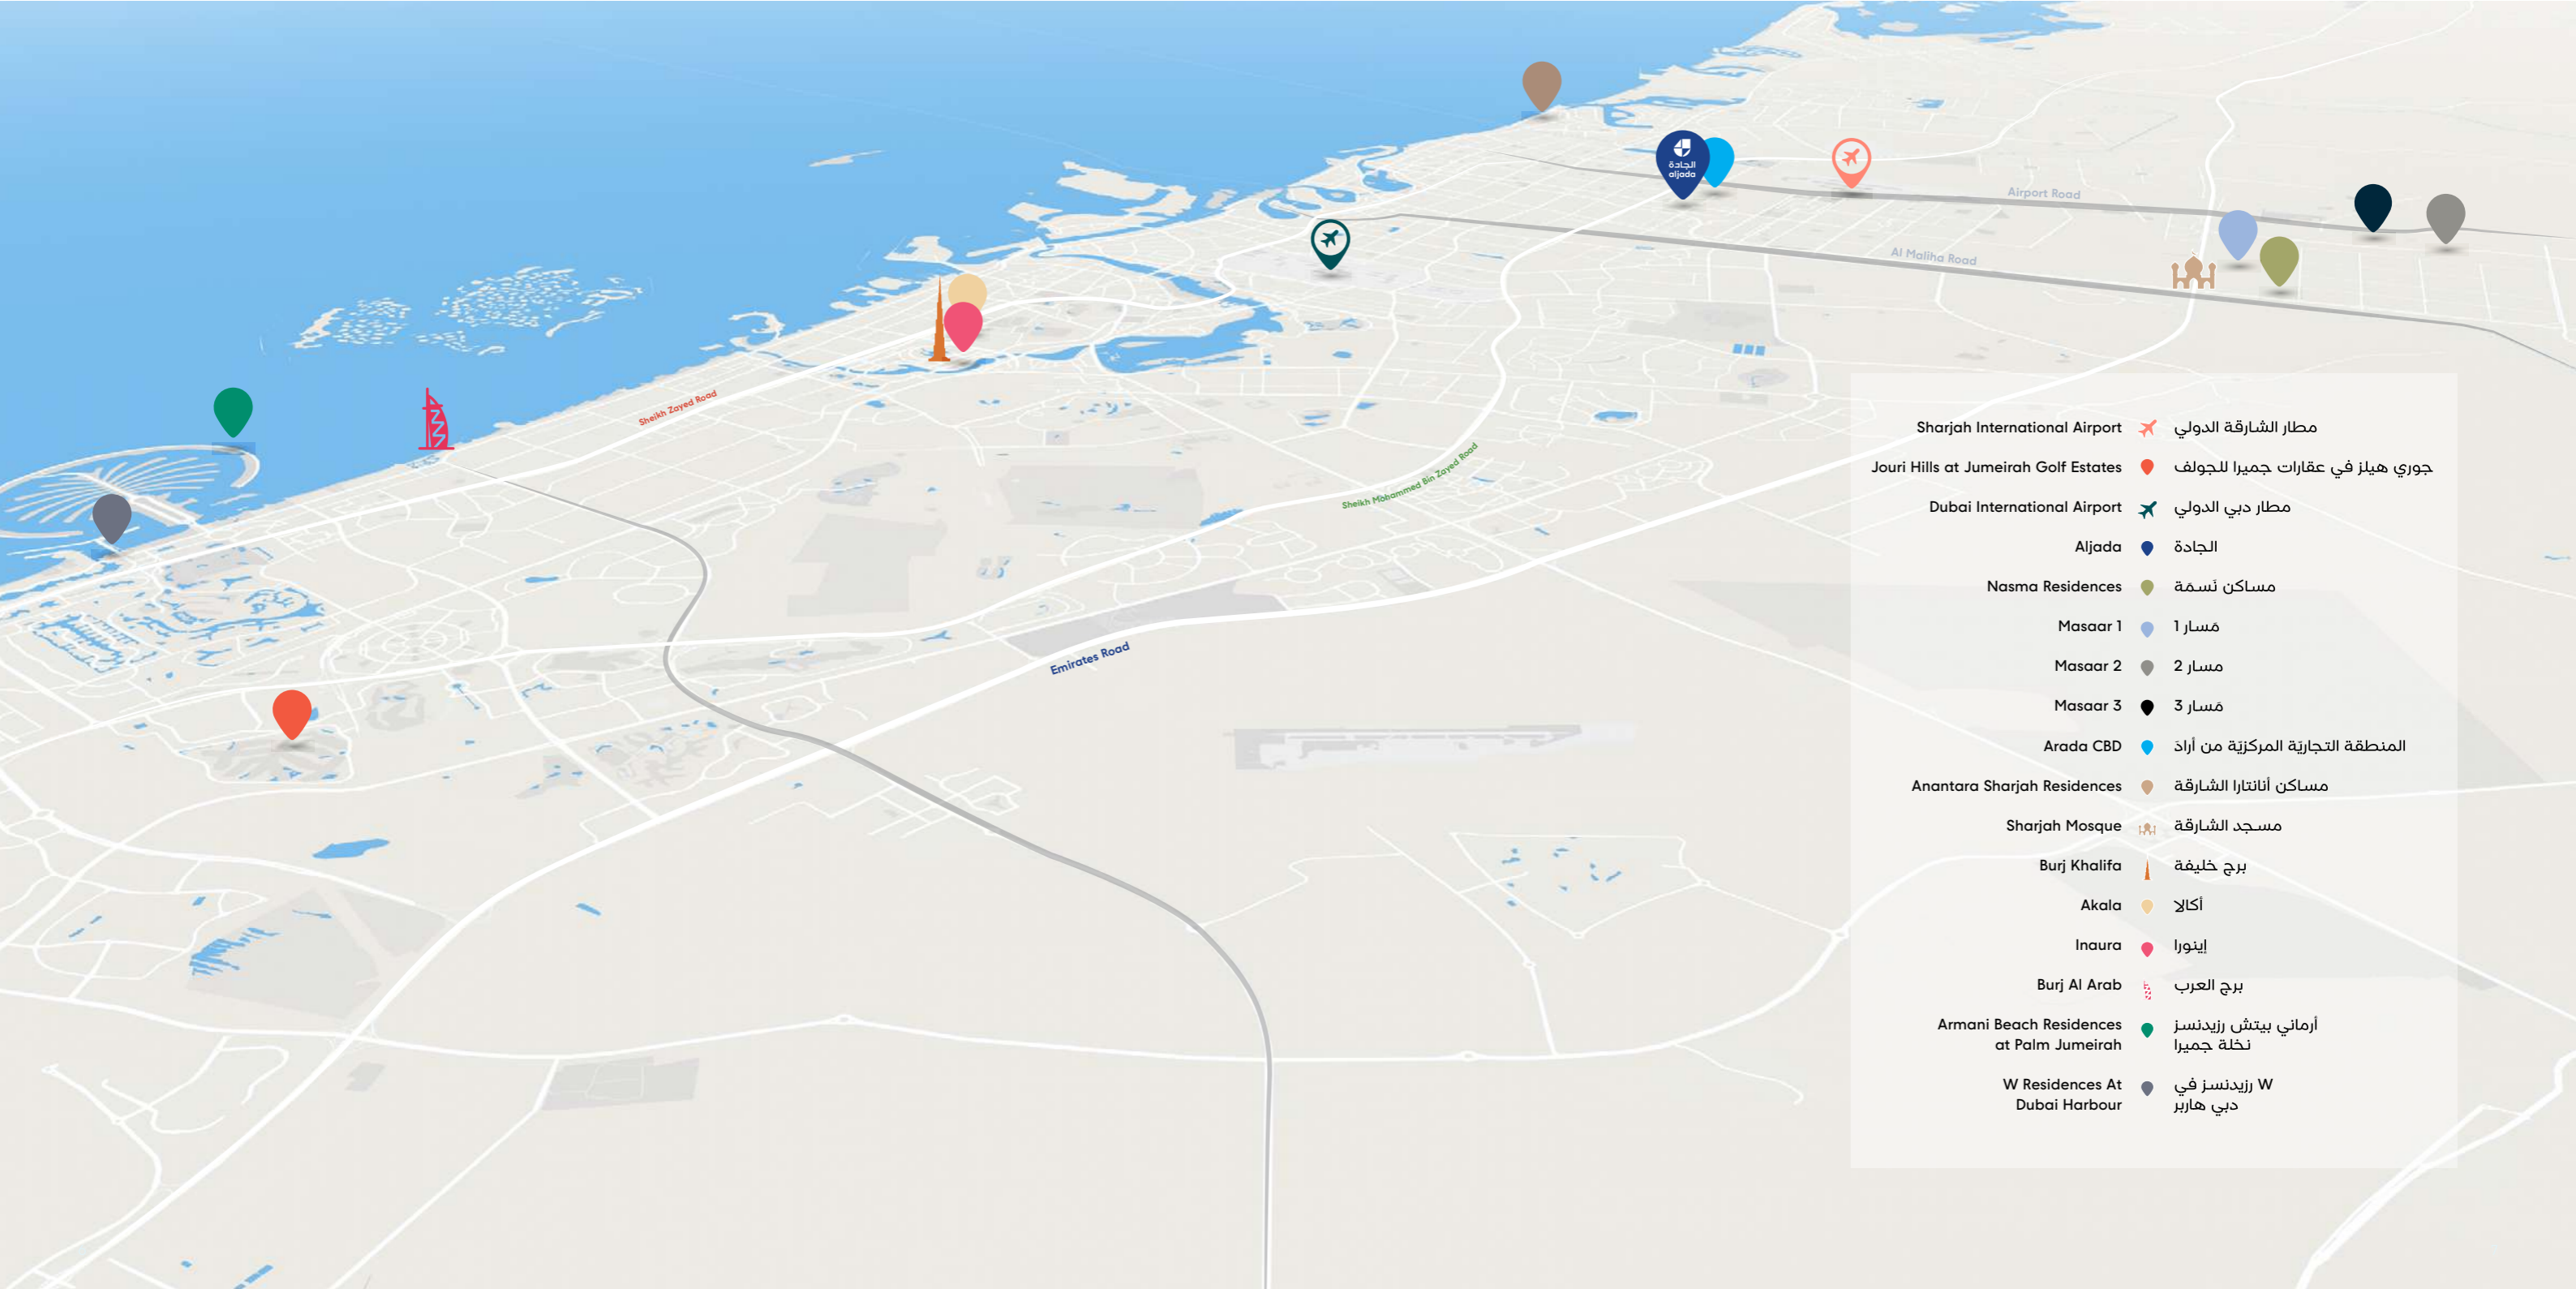 الجادة
aljada
Airport Road
Al Maliha Road
Sheikh Zayed Road
Sheikh Mohammed Bin Zayed Road
Emirates Road
Sharjah International Airport مطار الشارقة الدولي
Jouri Hills at Jumeirah Golf Estates جوري هيلز في عقارات جميرا للجولف
Dubai International Airport مطار دبي الدولي
Aljada الجادة
Nasma Residences مساكن نَسمَة
Masaar 1 مَسار 1
Masaar 2 مسار 2
Masaar 3 مَسار 3
Arada CBD المنطقة التجاريّة المركزيّة من أرادَ
Anantara Sharjah Residences مساكن أنانتارا الشارقة
Sharjah Mosque مسجد الشارقة
Burj Khalifa برج خليفة
Akala أكالا
Inaura إينورا
Burj Al Arab برج العرب
Armani Beach Residences أرماني بيتش رزيدنسز
at Palm Jumeirah نخلة جميرا
W Residences At W رزيدنسز في
Dubai Harbour دبي هاربر